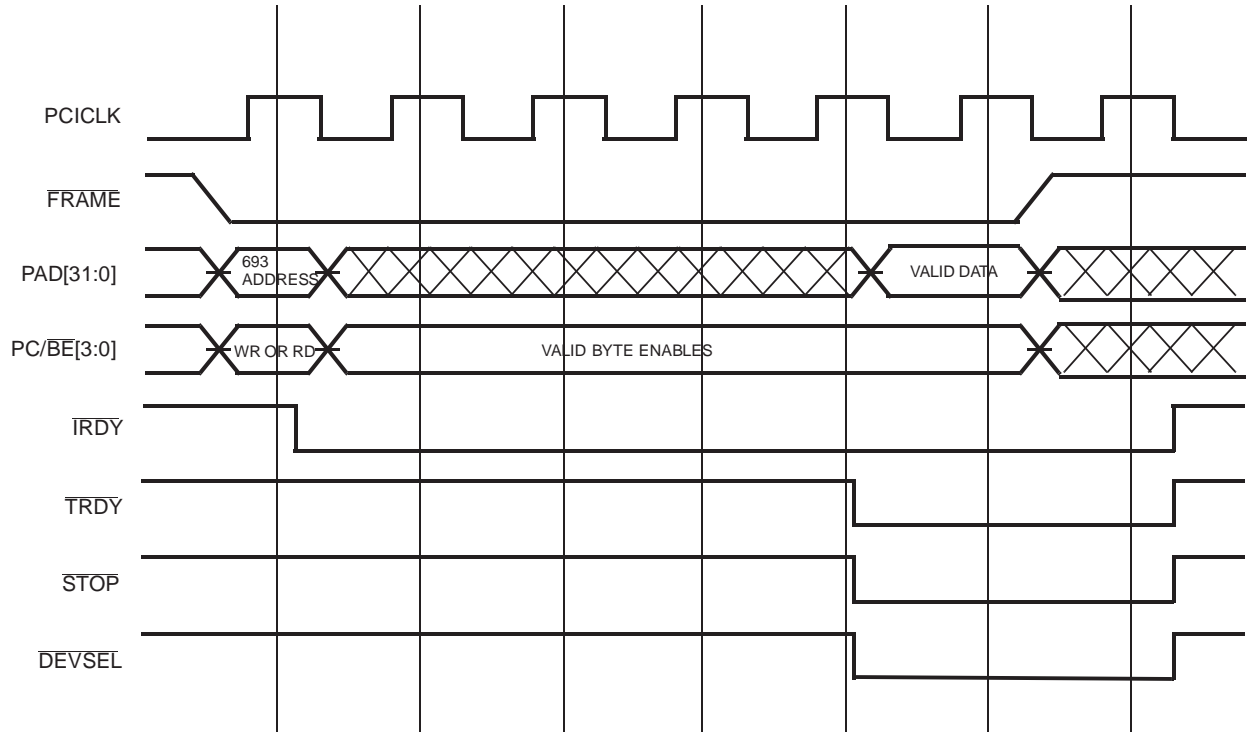 PCICLK
FRAME
PAD[31:0]
693
ADDRESS
VALID DATA
PC/BE[3:0]
WR OR RD
VALID BYTE ENABLES
IRDY
TRDY
STOP
DEVSEL